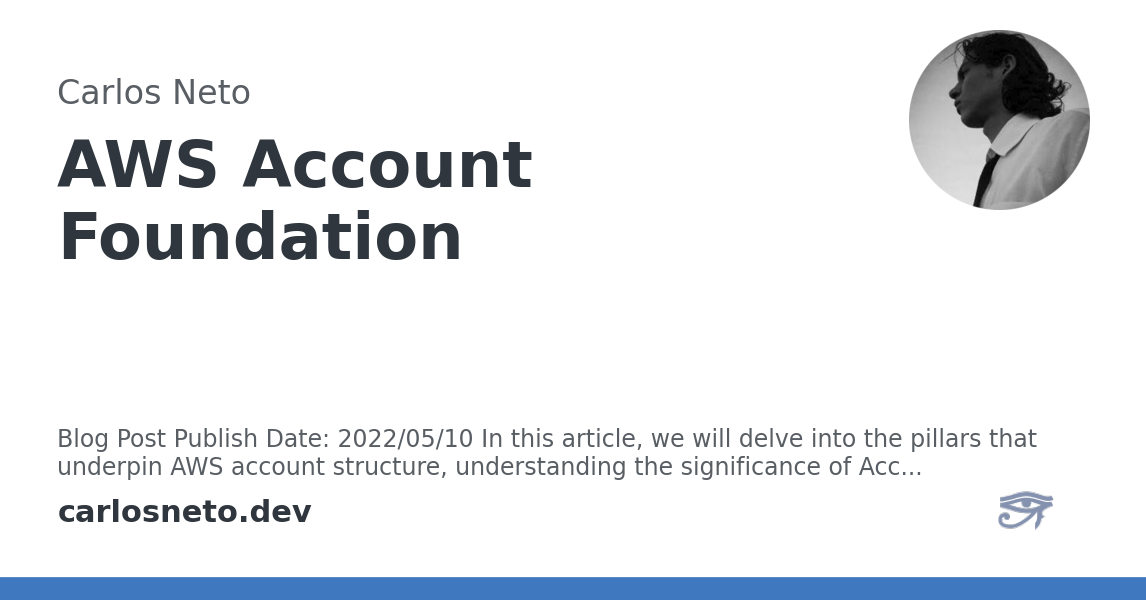 Carlos Neto
AWS Account
Foundation
Blog Post Publish Date: 2022/05/10 In this article, we will delve into the pillars that
underpin AWS account structure, understanding the significance of Acc...
carlosneto.dev